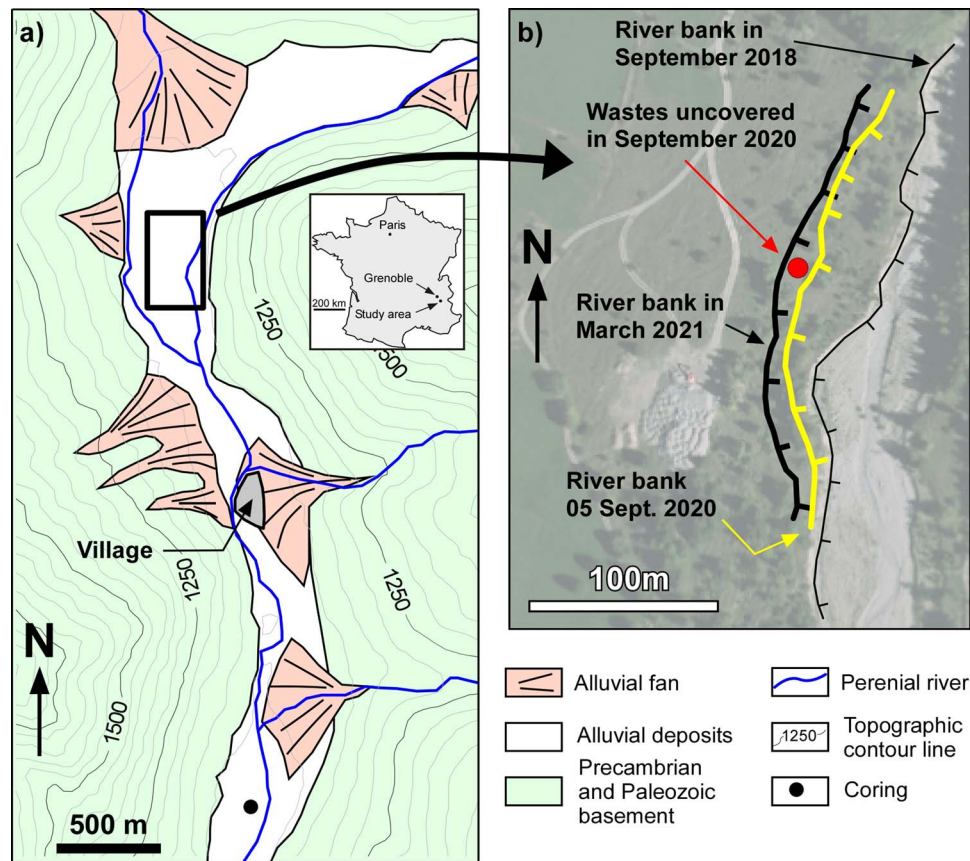 a)
Paris
Grenoble
200 km
Study area
1250
1500
Village
1250
1250
N
1500
500 m
b)
River bank in
September 2018
Wastes uncovered
in September 2020
N
River bank in
March 2021
River bank
05 Sept. 2020
100m
Alluvial fan
Alluvial deposits
Precambrian
and Paleozoic
basement
Perenial river
1250
Topographic
contour line
Coring